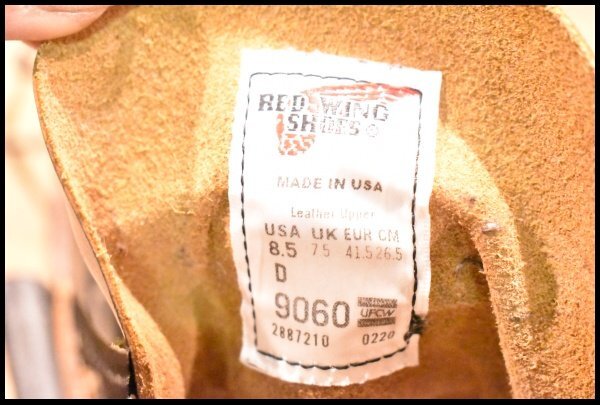 RED WING
SHOES ®
MADE IN USA
Leather Upper
USA UK EUR CM
8.5 7.5 41.5 26.5
D
9060 UFCW
2887210 0220